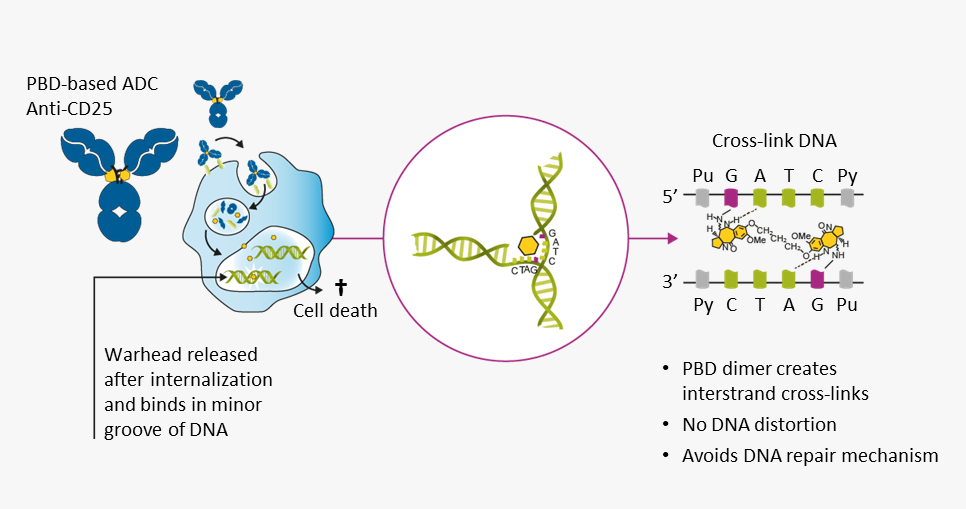 PBD-based ADC
Anti-CD25
Cell death
Warhead released
after internalization
and binds in minor
groove of DNA
G
A
T
C
CTAG
Cross-link DNA
Pu G A T C Py
5’
3’
Py C T A G Pu
• PBD dimer creates
interstrand cross-links
• No DNA distortion
• Avoids DNA repair mechanism